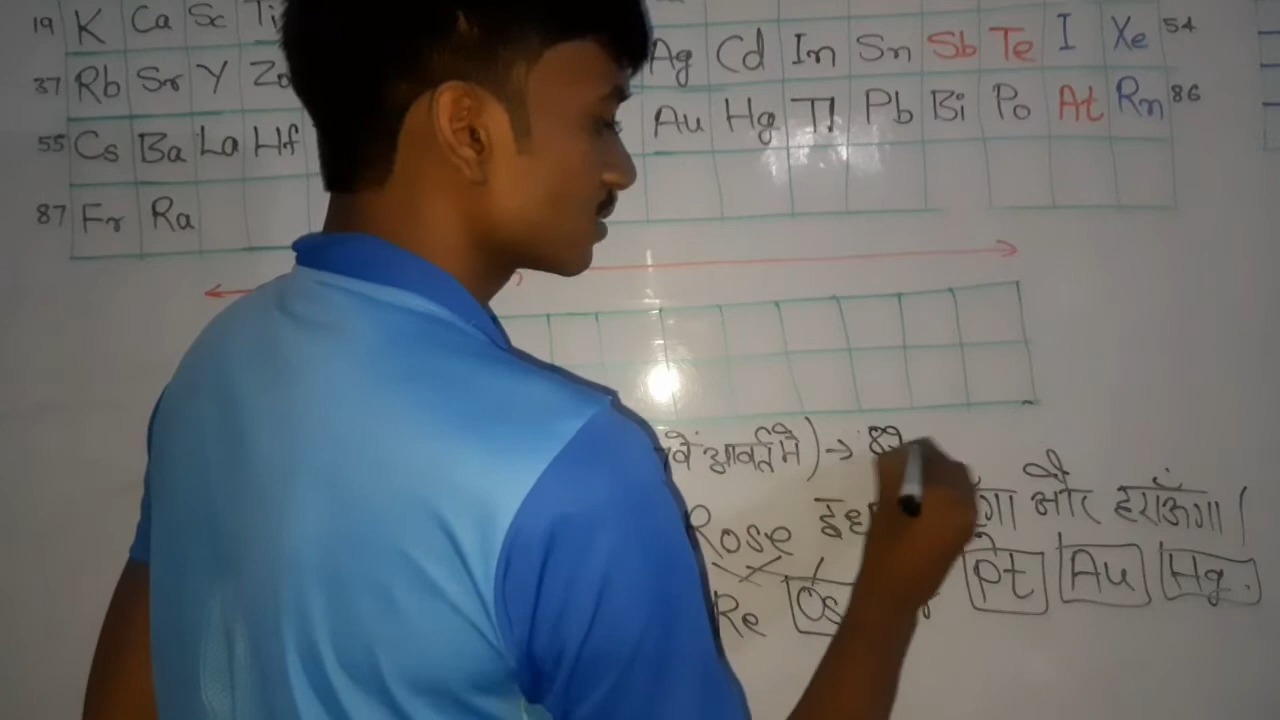 19 K Ca Sc Ti
Ag Cd In Sn Sb Te I Xe 54
37 Rb Sr Y
Au Hg Tl Pb Bi Po At Rn 86
55 Cs Ba La Hf
87 Fr Ra
वें आवर्त में) → 89
Rose और हराऊँगा।
Re Os Pt Au Hg.